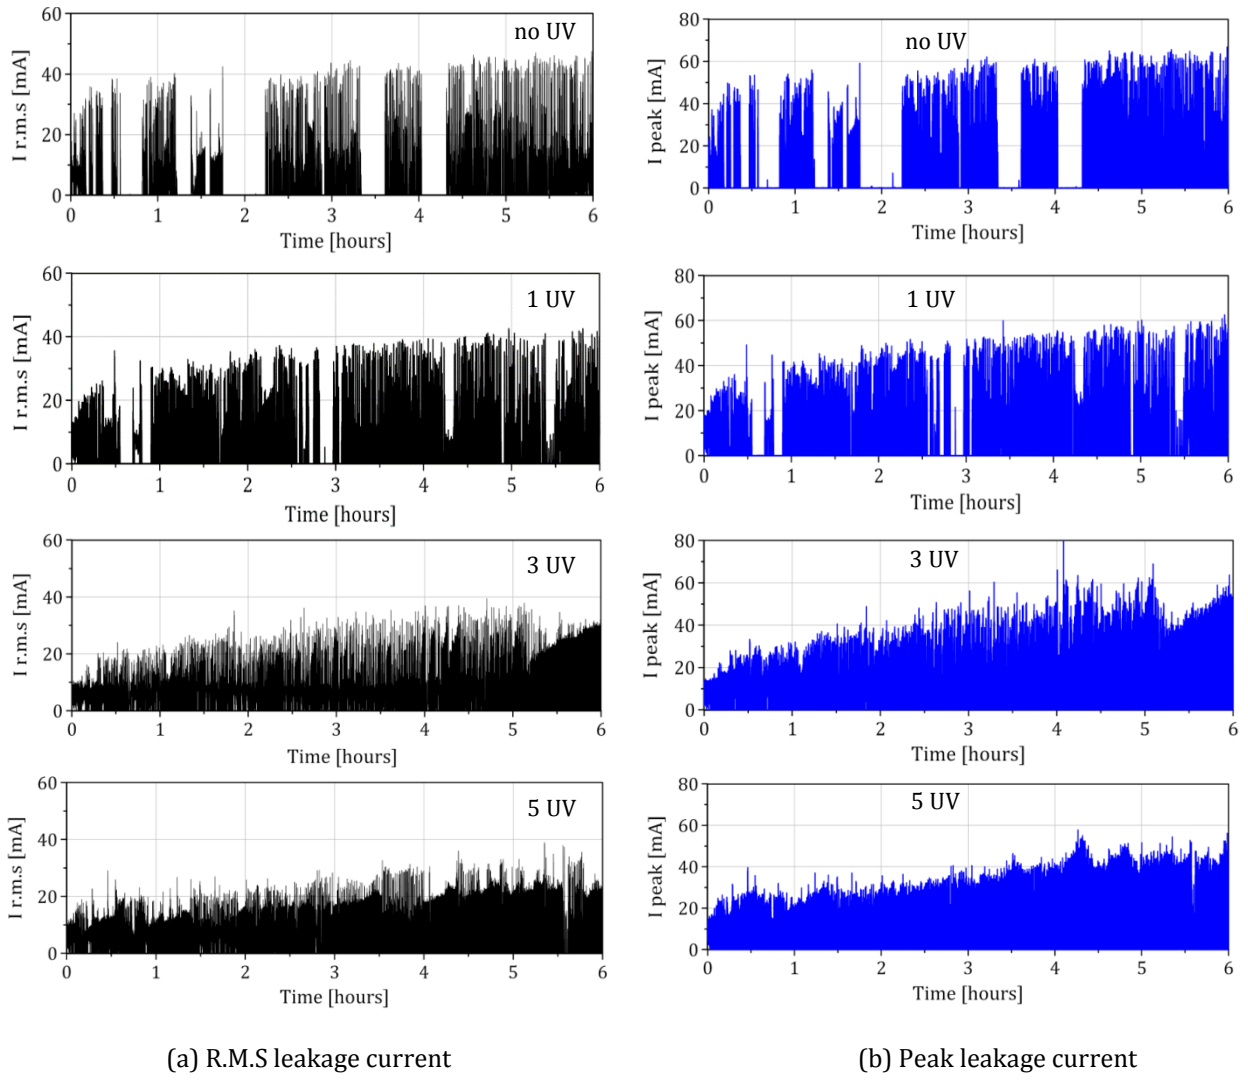 no UV
I r.m.s [mA]
60
40
20
0
0 1 2 3 4 5 6
Time [hours]
no UV
I peak [mA]
80
60
40
20
0
0 1 2 3 4 5 6
Time [hours]
1 UV
I r.m.s [mA]
60
40
20
0
0 1 2 3 4 5 6
Time [hours]
1 UV
I peak [mA]
80
60
40
20
0
0 1 2 3 4 5 6
Time [hours]
3 UV
I r.m.s [mA]
60
40
20
0
0 1 2 3 4 5 6
Time [hours]
3 UV
I peak [mA]
80
60
40
20
0
0 1 2 3 4 5 6
Time [hours]
5 UV
I r.m.s [mA]
60
40
20
0
0 1 2 3 4 5 6
Time [hours]
5 UV
I peak [mA]
80
60
40
20
0
0 1 2 3 4 5 6
Time [hours]
(a) R.M.S leakage current
(b) Peak leakage current